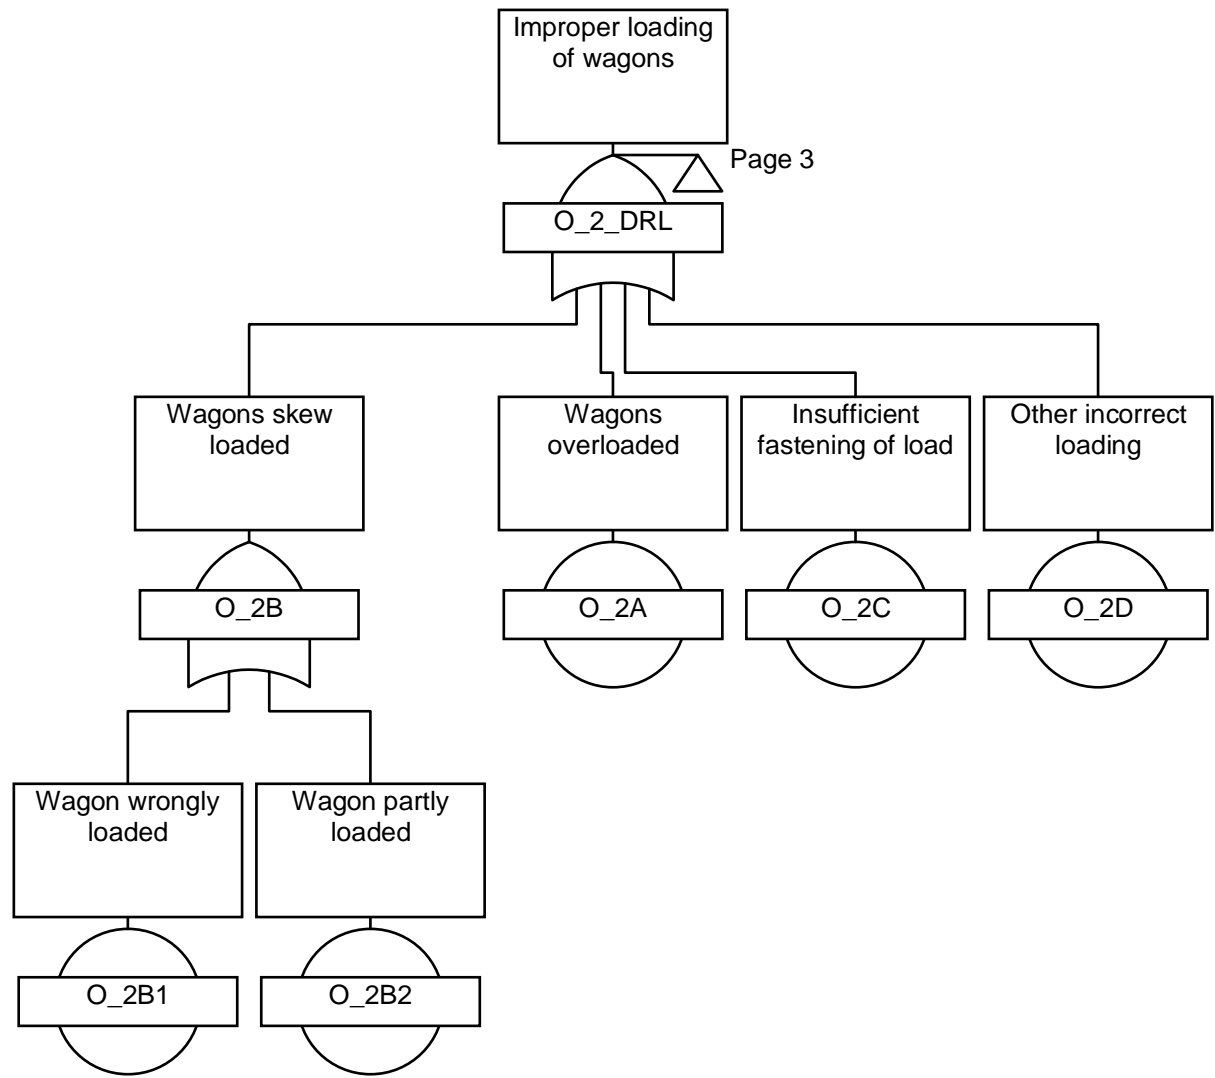 Improper loading
of wagons
Page 3
O_2_DRL
Wagons skew
loaded
Wagons
overloaded
Insufficient
fastening of load
Other incorrect
loading
O_2B
O_2A
O_2C
O_2D
Wagon wrongly
loaded
Wagon partly
loaded
O_2B1
O_2B2